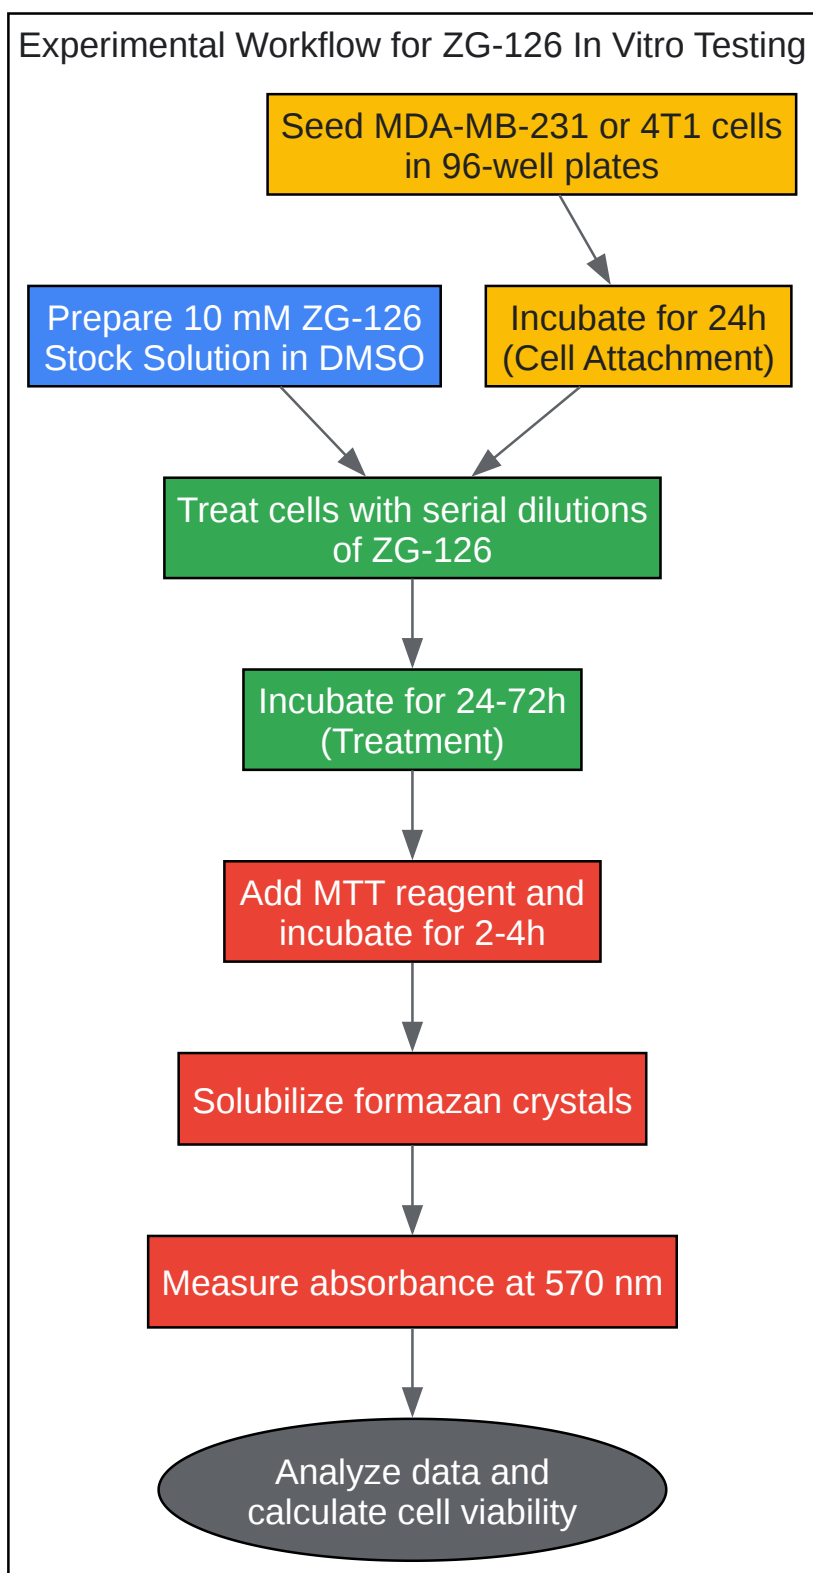 Experimental Workflow for ZG-126 In Vitro Testing
Seed MDA-MB-231 or 4T1 cells
in 96-well plates
Prepare 10 mM ZG-126
Stock Solution in DMSO
Incubate for 24h
(Cell Attachment)
Treat cells with serial dilutions
of ZG-126
Incubate for 24-72h
(Treatment)
Add MTT reagent and
incubate for 2-4h
Solubilize formazan crystals
Measure absorbance at 570 nm
Analyze data and
calculate cell viability